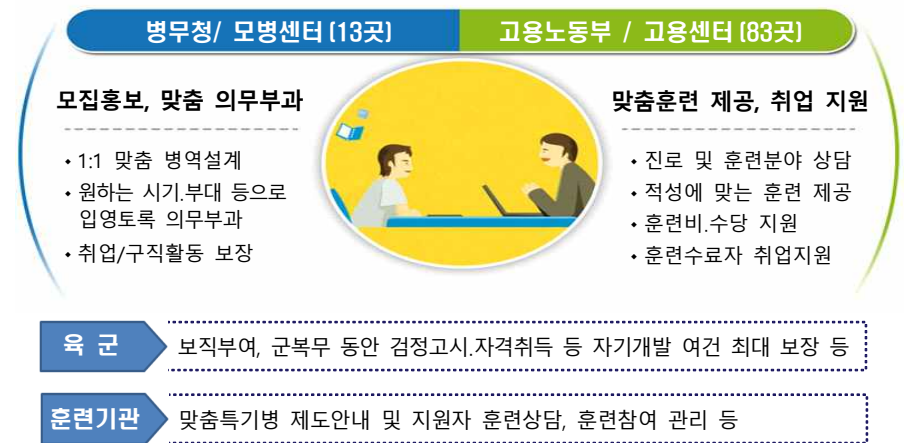 병무청/ 모병센터 (13곳)
고용노동부 / 고용센터 (83곳)
모집홍보, 맞춤 의무부과
• 1:1 맞춤 병역설계
• 원하는 시기.부대 등으로
입영토록 의무부과
• 취업/구직활동 보장
맞춤훈련 제공, 취업 지원
• 진로 및 훈련분야 상담
• 적성에 맞는 훈련 제공
• 훈련비.수당 지원
• 훈련수료자 취업지원
육 군
보직부여, 군복무 동안 검정고시.자격취득 등 자기개발 여건 최대 보장 등
훈련기관
맞춤특기병 제도안내 및 지원자 훈련상담, 훈련참여 관리 등